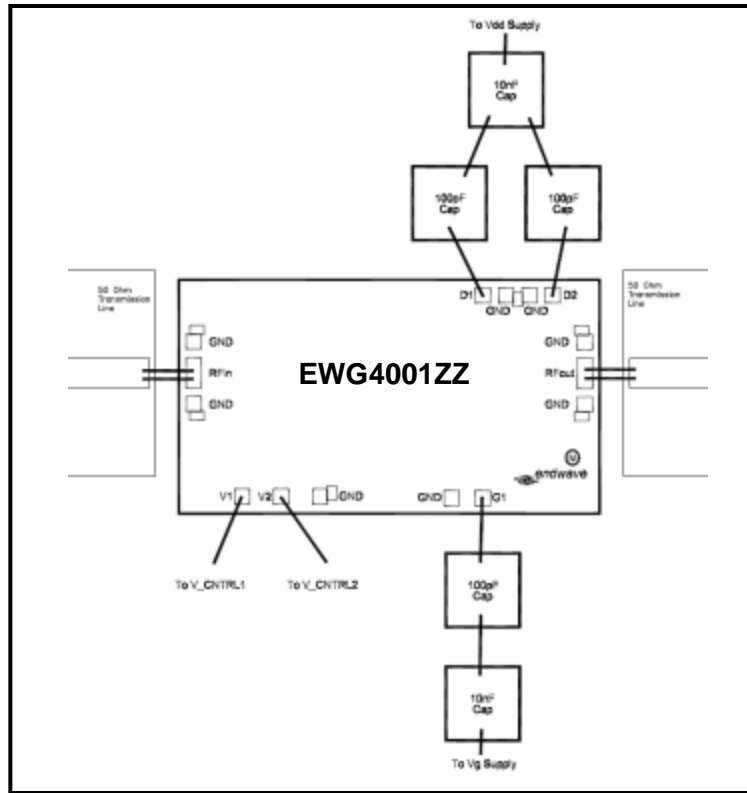 To Vdd Supply
10nF
Cap
100pF
Cap
100pF
Cap
50 Ohm
Transmission
Line
50 Ohm
Transmission
Line
D1
GND
GND
D2
GND
GND
RFin
EWG4001ZZ
RFout
GND
GND
M
endwave
V1
V2
GND
GND
G1
To V_CNTRL1
To V_CNTRL2
100pF
Cap
10nF
Cap
To Vg Supply